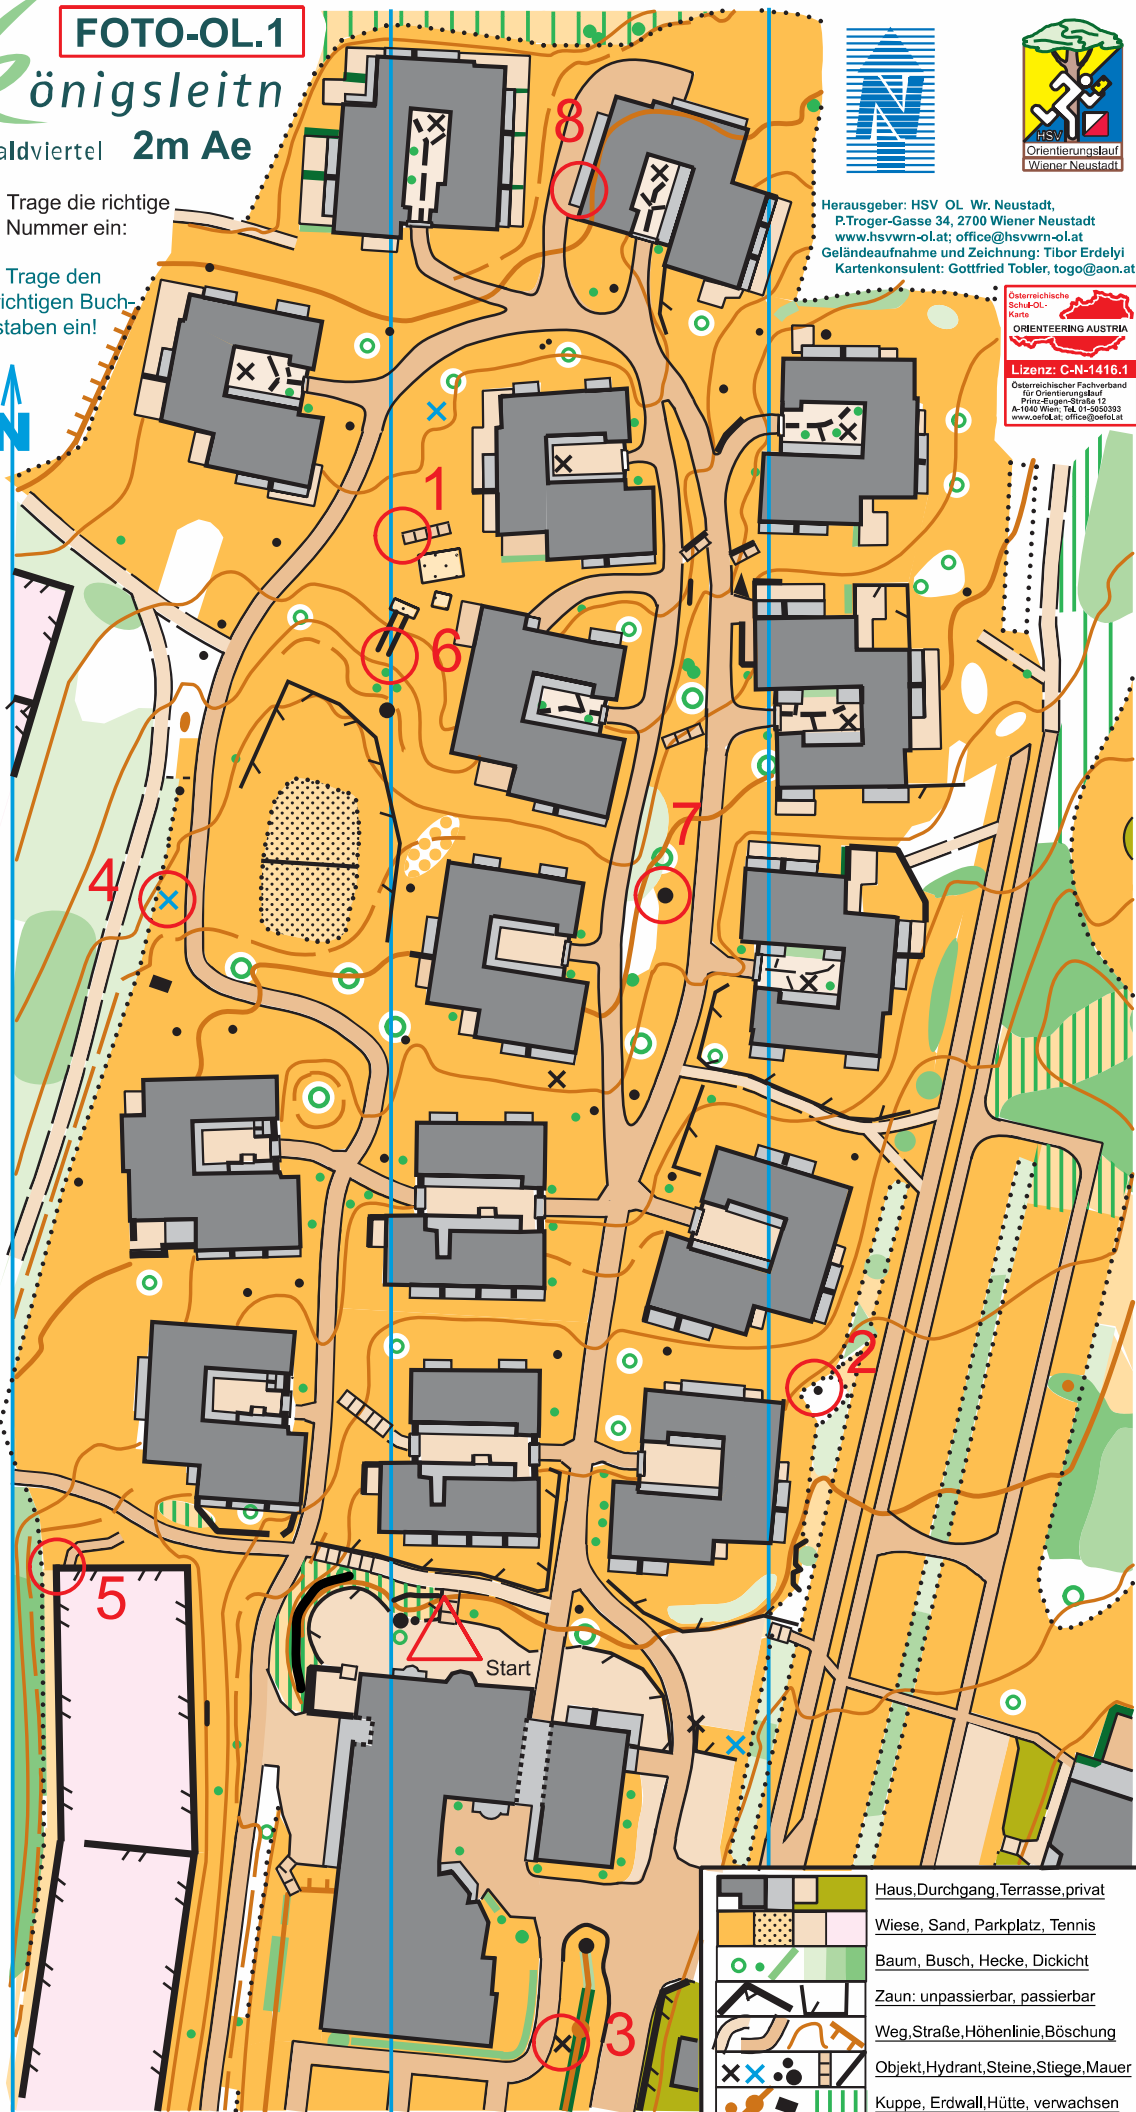 FOTO-OL.1
önigsleitn
aldviertel 2m Ae
Trage die richtige
Nummer ein:
Trage den
richtigen Buch-
staben ein!
N
N
HSV
Orientierungslauf
Wiener Neustadt
Herausgeber: HSV OL Wr. Neustadt,
P.Troger-Gasse 34, 2700 Wiener Neustadt
www.hsvwrn-ol.at; office@hsvwrn-ol.at
Geländeaufnahme und Zeichnung: Tibor Erdelyi
Kartenkonsulent: Gottfried Tobler, togo@aon.at
Österreichische
Schul-OL-
Karte
ORIENTEERING AUSTRIA
Lizenz: C-N-1416.1
Österreichischer Fachverband
für Orientierungslauf
Prinz-Eugen-Straße 12
A-1040 Wien; Tel. 01-5050393
www.oefol.at; office@oefol.at
8
1
6
7
4
2
5
Start
3
Haus,Durchgang,Terrasse,privat
Wiese, Sand, Parkplatz, Tennis
Baum, Busch, Hecke, Dickicht
Zaun: unpassierbar, passierbar
Weg,Straße,Höhenlinie,Böschung
Objekt,Hydrant,Steine,Stiege,Mauer
Kuppe, Erdwall,Hütte, verwachsen